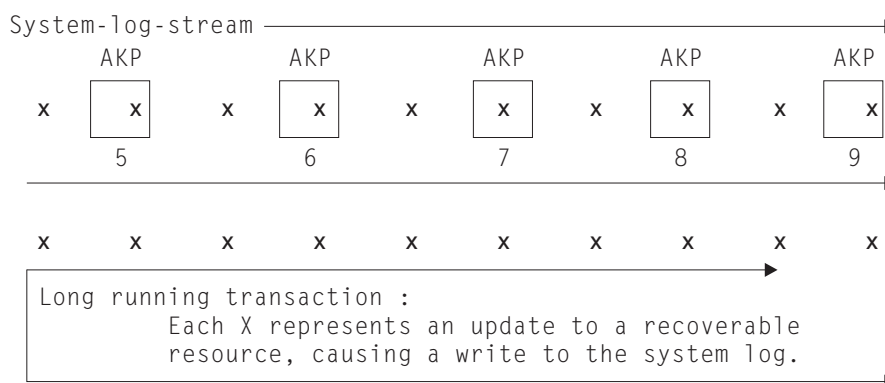 System-log-stream
AKP AKP AKP AKP AKP
x x x x x x x x x x
5 6 7 8 9
x x x x x x x x x x
Long running transaction :
Each X represents an update to a recoverable
resource, causing a write to the system log.